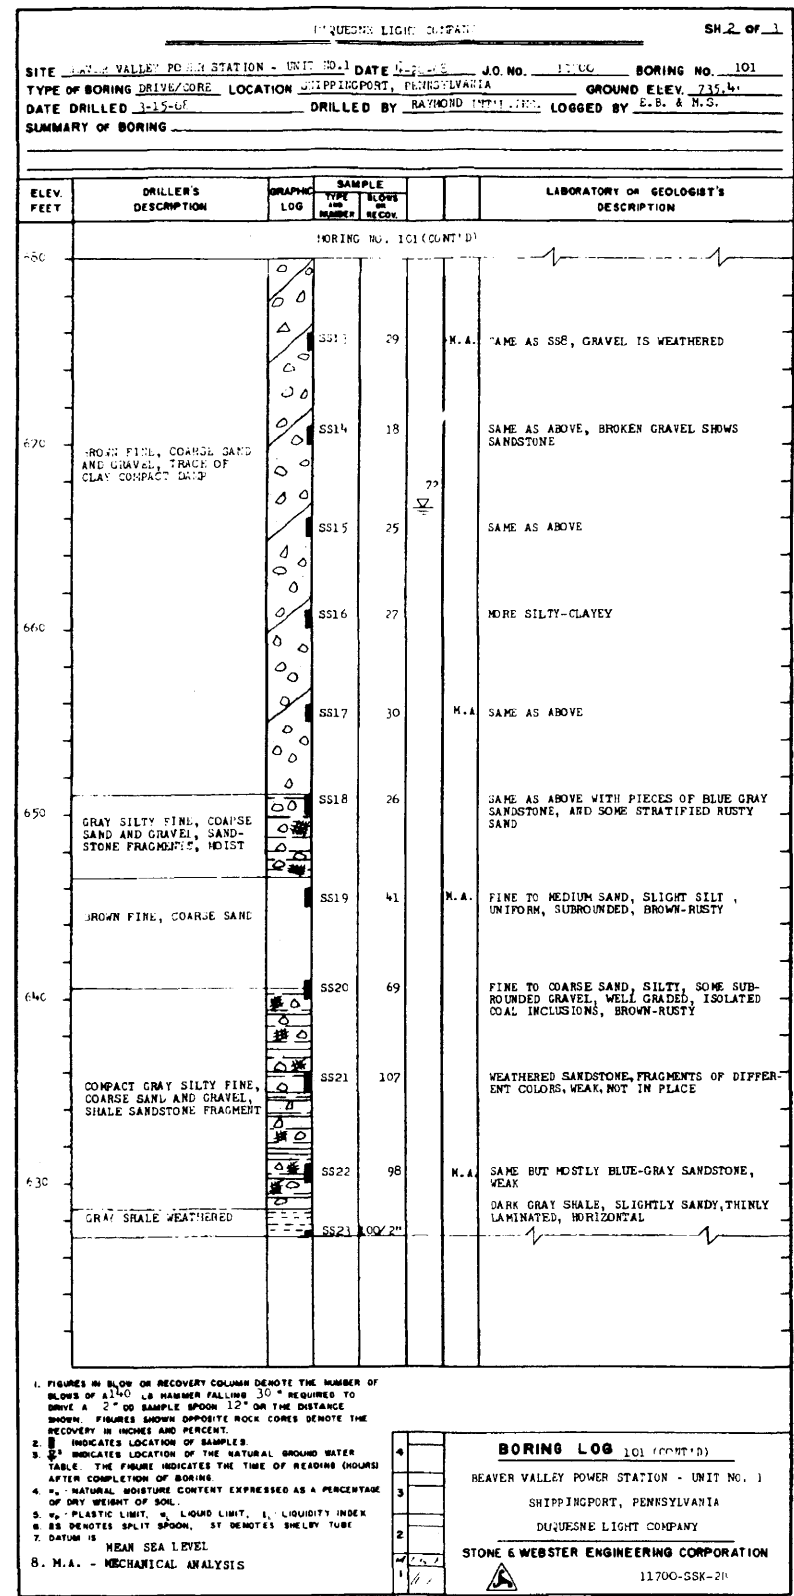 DUQUESNE LIGHT COMPANY
SH 2 OF 3
SITE VALLEY POWER STATION - UNIT NO.1 DATE J.O. NO. BORING NO. 101
TYPE OF BORING DRIVE/CORE LOCATION SHIPPINGPORT, PENNSYLVANIA GROUND ELEV. 735.4
DATE DRILLED 3-15-68 DRILLED BY RAYMOND LOGGED BY E.B. & M.S.
SUMMARY OF BORING
ELEV. FEET
DRILLER'S DESCRIPTION
GRAPHIC LOG
SAMPLE
TYPE AND NUMBER
BLOWS OR RECOV.
LABORATORY OR GEOLOGIST'S DESCRIPTION
BORING NO. 101(CONT'D)
680
SS13 29 M.A. SAME AS SS8, GRAVEL IS WEATHERED
SS14 18 SAME AS ABOVE, BROKEN GRAVEL SHOWS
SANDSTONE
670
BROWN FINE, COARSE SAND
AND GRAVEL, TRACE OF
CLAY COMPACT DAMP
72
SS15 25 SAME AS ABOVE
SS16 27 MORE SILTY-CLAYEY
660
SS17 30 M.A SAME AS ABOVE
SS18 26 SAME AS ABOVE WITH PIECES OF BLUE GRAY
SANDSTONE, AND SOME STRATIFIED RUSTY
SAND
650
GRAY SILTY FINE, COARSE
SAND AND GRAVEL, SAND-
STONE FRAGMENTS, MOIST
SS19 41 M.A. FINE TO MEDIUM SAND, SLIGHT SILT ,
UNIFORM, SUBROUNDED, BROWN-RUSTY
BROWN FINE, COARSE SAND
SS20 69 FINE TO COARSE SAND, SILTY, SOME SUB-
ROUNDED GRAVEL, WELL GRADED, ISOLATED
COAL INCLUSIONS, BROWN-RUSTY
640
SS21 107 WEATHERED SANDSTONE, FRAGMENTS OF DIFFER-
ENT COLORS, WEAK, NOT IN PLACE
COMPACT GRAY SILTY FINE,
COARSE SAND AND GRAVEL,
SHALE SANDSTONE FRAGMENT
SS22 98 M.A SAME BUT MOSTLY BLUE-GRAY SANDSTONE,
WEAK
630
DARK GRAY SHALE, SLIGHTLY SANDY, THINLY
LAMINATED, HORIZONTAL
GRAY SHALE WEATHERED
SS23 100/2"
1. FIGURES IN BLOW OR RECOVERY COLUMN DENOTE THE NUMBER OF
BLOWS OF A 140 LB HAMMER FALLING 30" REQUIRED TO
DRIVE A 2" OD SAMPLE SPOON 12" OR THE DISTANCE
SHOWN. FIGURES SHOWN OPPOSITE ROCK CORES DENOTE THE
RECOVERY IN INCHES AND PERCENT.
2. INDICATES LOCATION OF SAMPLES.
3. INDICATES LOCATION OF THE NATURAL GROUND WATER
TABLE. THE FIGURE INDICATES THE TIME OF READING (HOURS)
AFTER COMPLETION OF BORING.
4. NATURAL MOISTURE CONTENT EXPRESSED AS A PERCENTAGE
OF DRY WEIGHT OF SOIL.
5. PLASTIC LIMIT, LIQUID LIMIT, LIQUIDITY INDEX
6. SS DENOTES SPLIT SPOON, ST DENOTES SHELBY TUBE
7. DATUM IS
MEAN SEA LEVEL
8. M.A. - MECHANICAL ANALYSIS
4
3
2
1
BORING LOG 101 (CONT'D)
BEAVER VALLEY POWER STATION - UNIT NO. 1
SHIPPINGPORT, PENNSYLVANIA
DUQUESNE LIGHT COMPANY
STONE & WEBSTER ENGINEERING CORPORATION
11700-SSK-2B